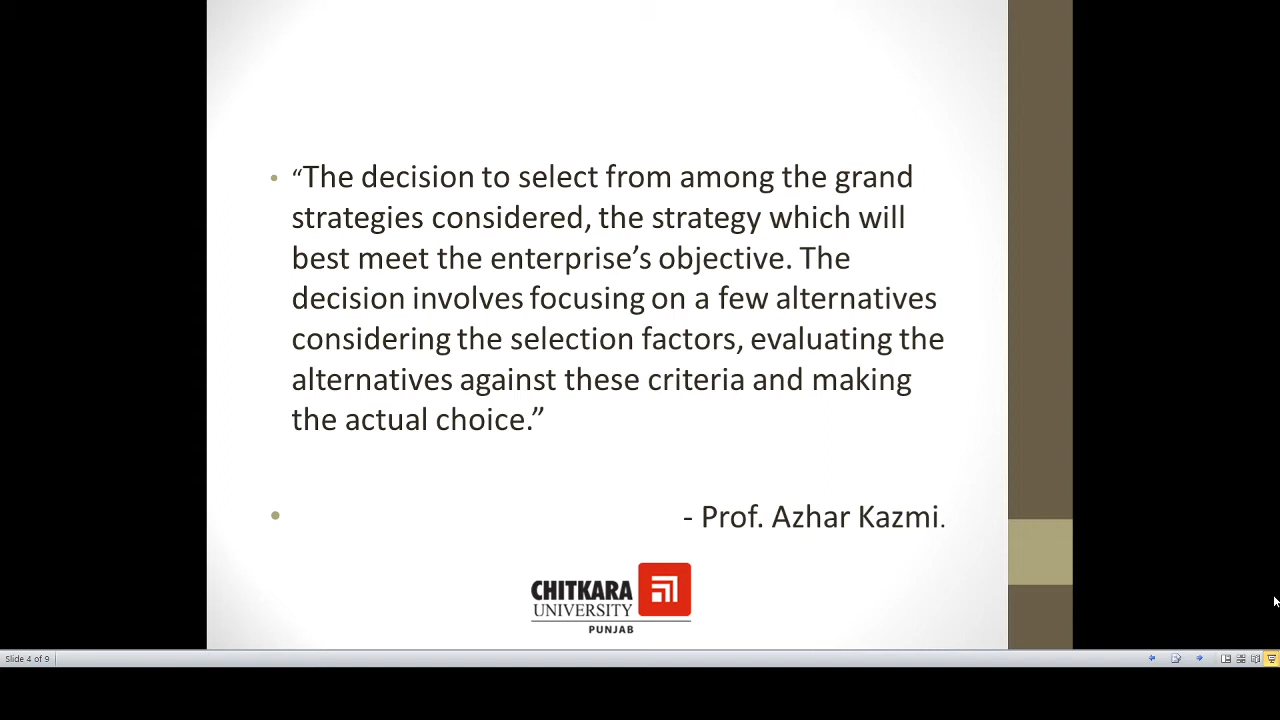 • “The decision to select from among the grand
strategies considered, the strategy which will
best meet the enterprise’s objective. The
decision involves focusing on a few alternatives
considering the selection factors, evaluating the
alternatives against these criteria and making
the actual choice.”
• - Prof. Azhar Kazmi.
CHITKARA
UNIVERSITY
PUNJAB
Slide 4 of 9